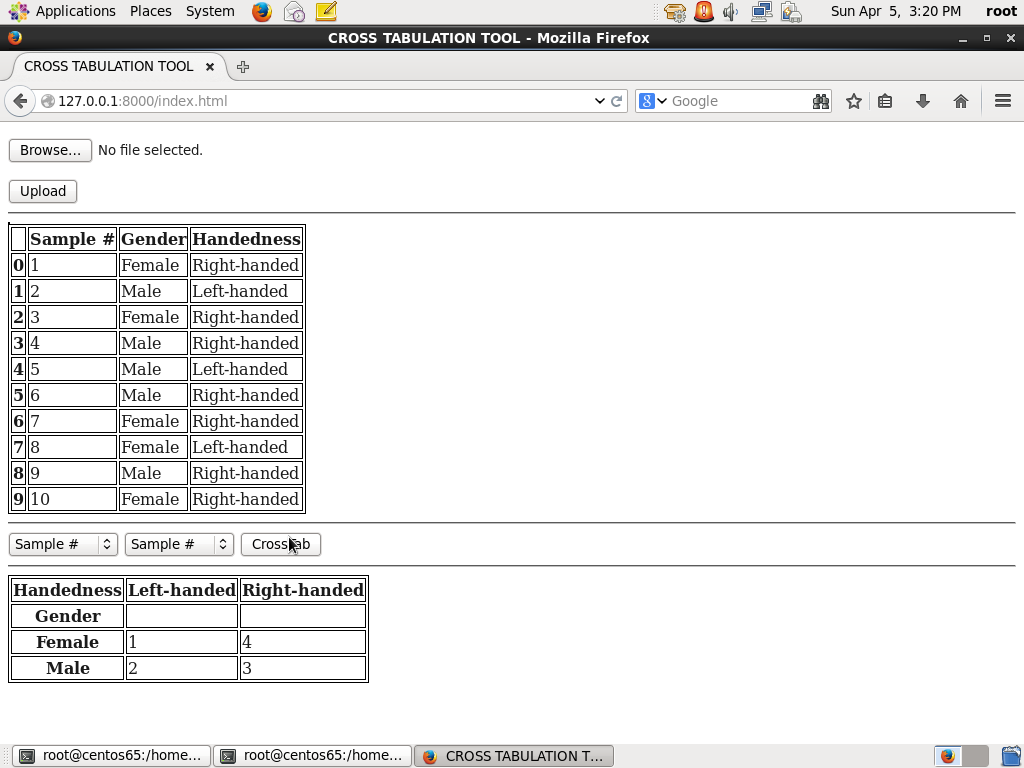 Applications Places System Sun Apr 5, 3:20 PM root
CROSS TABULATION TOOL - Mozilla Firefox
CROSS TABULATION TOOL
127.0.0.1:8000/index.html Google
Browse... No file selected.
Upload
Sample # Gender Handedness
0 1 Female Right-handed
1 2 Male Left-handed
2 3 Female Right-handed
3 4 Male Right-handed
4 5 Male Left-handed
5 6 Male Right-handed
6 7 Female Right-handed
7 8 Female Left-handed
8 9 Male Right-handed
9 10 Female Right-handed
Sample # Sample #
Handedness Left-handed Right-handed
Gender
Female 1 4
Male 2 3
root@centos65:/home... root@centos65:/home... CROSS TABULATION T...